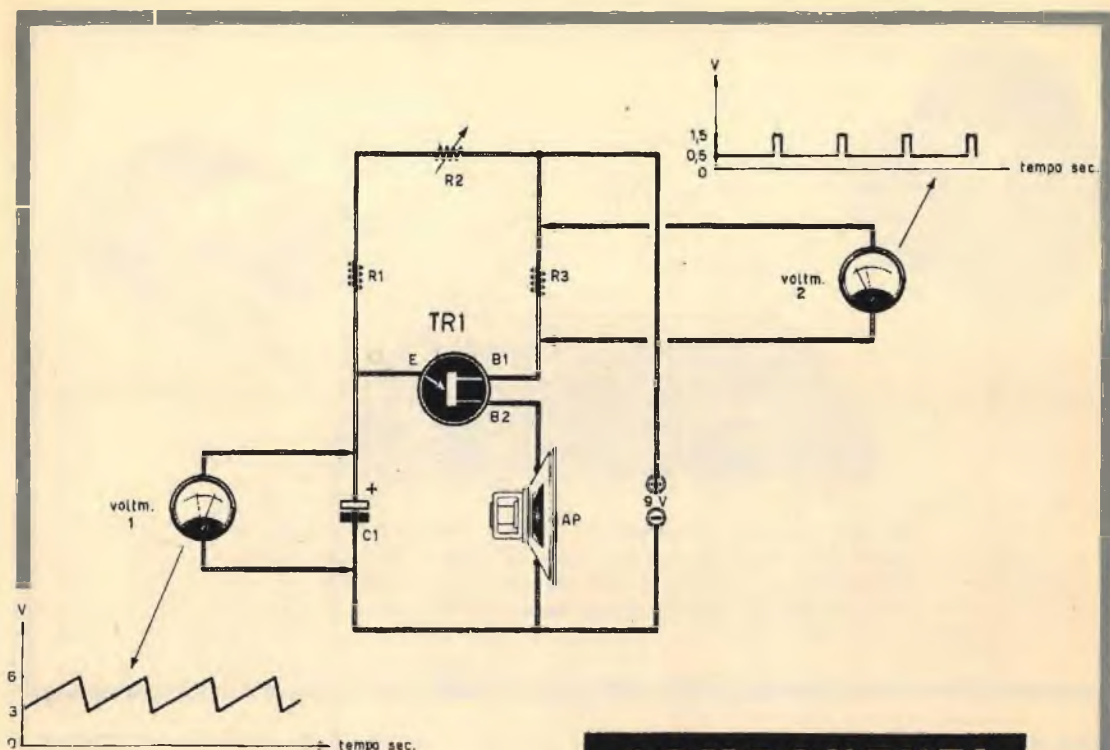 V
1,5
0,5
0
tempo sec.
R2
R1
R3
voltm.
2
TR1
E
B1
B2
voltm.
1
+
C1
AP
+
9 V
−
V
6
3
0
tempo sec.